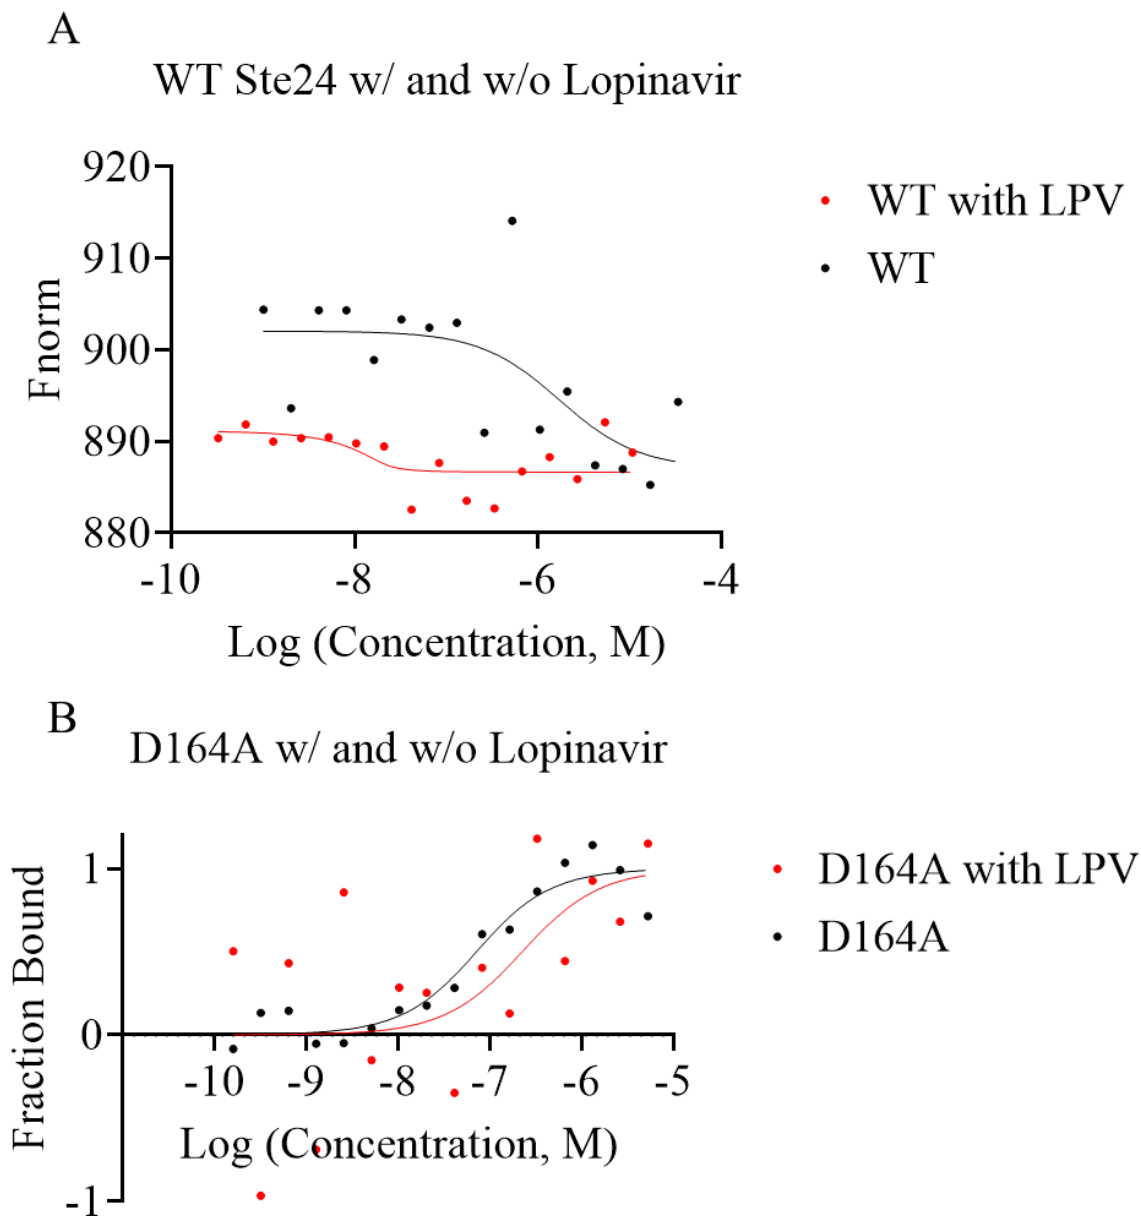 A
WT Ste24 w/ and w/o Lopinavir
920
910
900
890
880
Fnorm
-10
-8
-6
-4
Log (Concentration, M)
WT with LPV
WT
B
D164A w/ and w/o Lopinavir
1
0
-1
Fraction Bound
-10
-9
-8
-7
-6
-5
Log (Concentration, M)
D164A with LPV
D164A